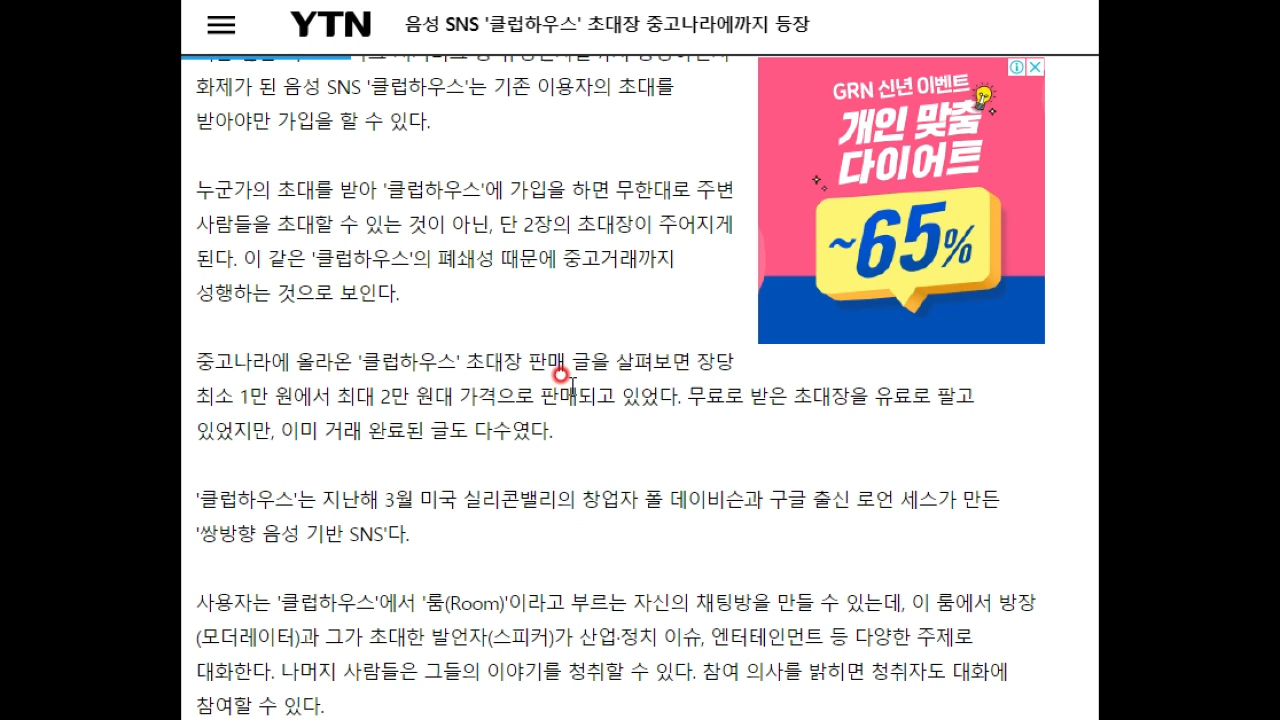 YTN
음성 SNS '클럽하우스' 초대장 중고나라에까지 등장
화제가 된 음성 SNS '클럽하우스'는 기존 이용자의 초대를
받아야만 가입을 할 수 있다.
누군가의 초대를 받아 '클럽하우스'에 가입을 하면 무한대로 주변
사람들을 초대할 수 있는 것이 아닌, 단 2장의 초대장이 주어지게
된다. 이 같은 '클럽하우스'의 폐쇄성 때문에 중고거래까지
성행하는 것으로 보인다.
GRN 신년 이벤트
개인 맞춤
다이어트
~65%
중고나라에 올라온 '클럽하우스' 초대장 판매 글을 살펴보면 장당
최소 1만 원에서 최대 2만 원대 가격으로 판매되고 있었다. 무료로 받은 초대장을 유료로 팔고
있었지만, 이미 거래 완료된 글도 다수였다.
'클럽하우스'는 지난해 3월 미국 실리콘밸리의 창업자 폴 데이비슨과 구글 출신 로언 세스가 만든
'쌍방향 음성 기반 SNS'다.
사용자는 '클럽하우스'에서 '룸(Room)'이라고 부르는 자신의 채팅방을 만들 수 있는데, 이 룸에서 방장
(모더레이터)과 그가 초대한 발언자(스피커)가 산업·정치 이슈, 엔터테인먼트 등 다양한 주제로
대화한다. 나머지 사람들은 그들의 이야기를 청취할 수 있다. 참여 의사를 밝히면 청취자도 대화에
참여할 수 있다.